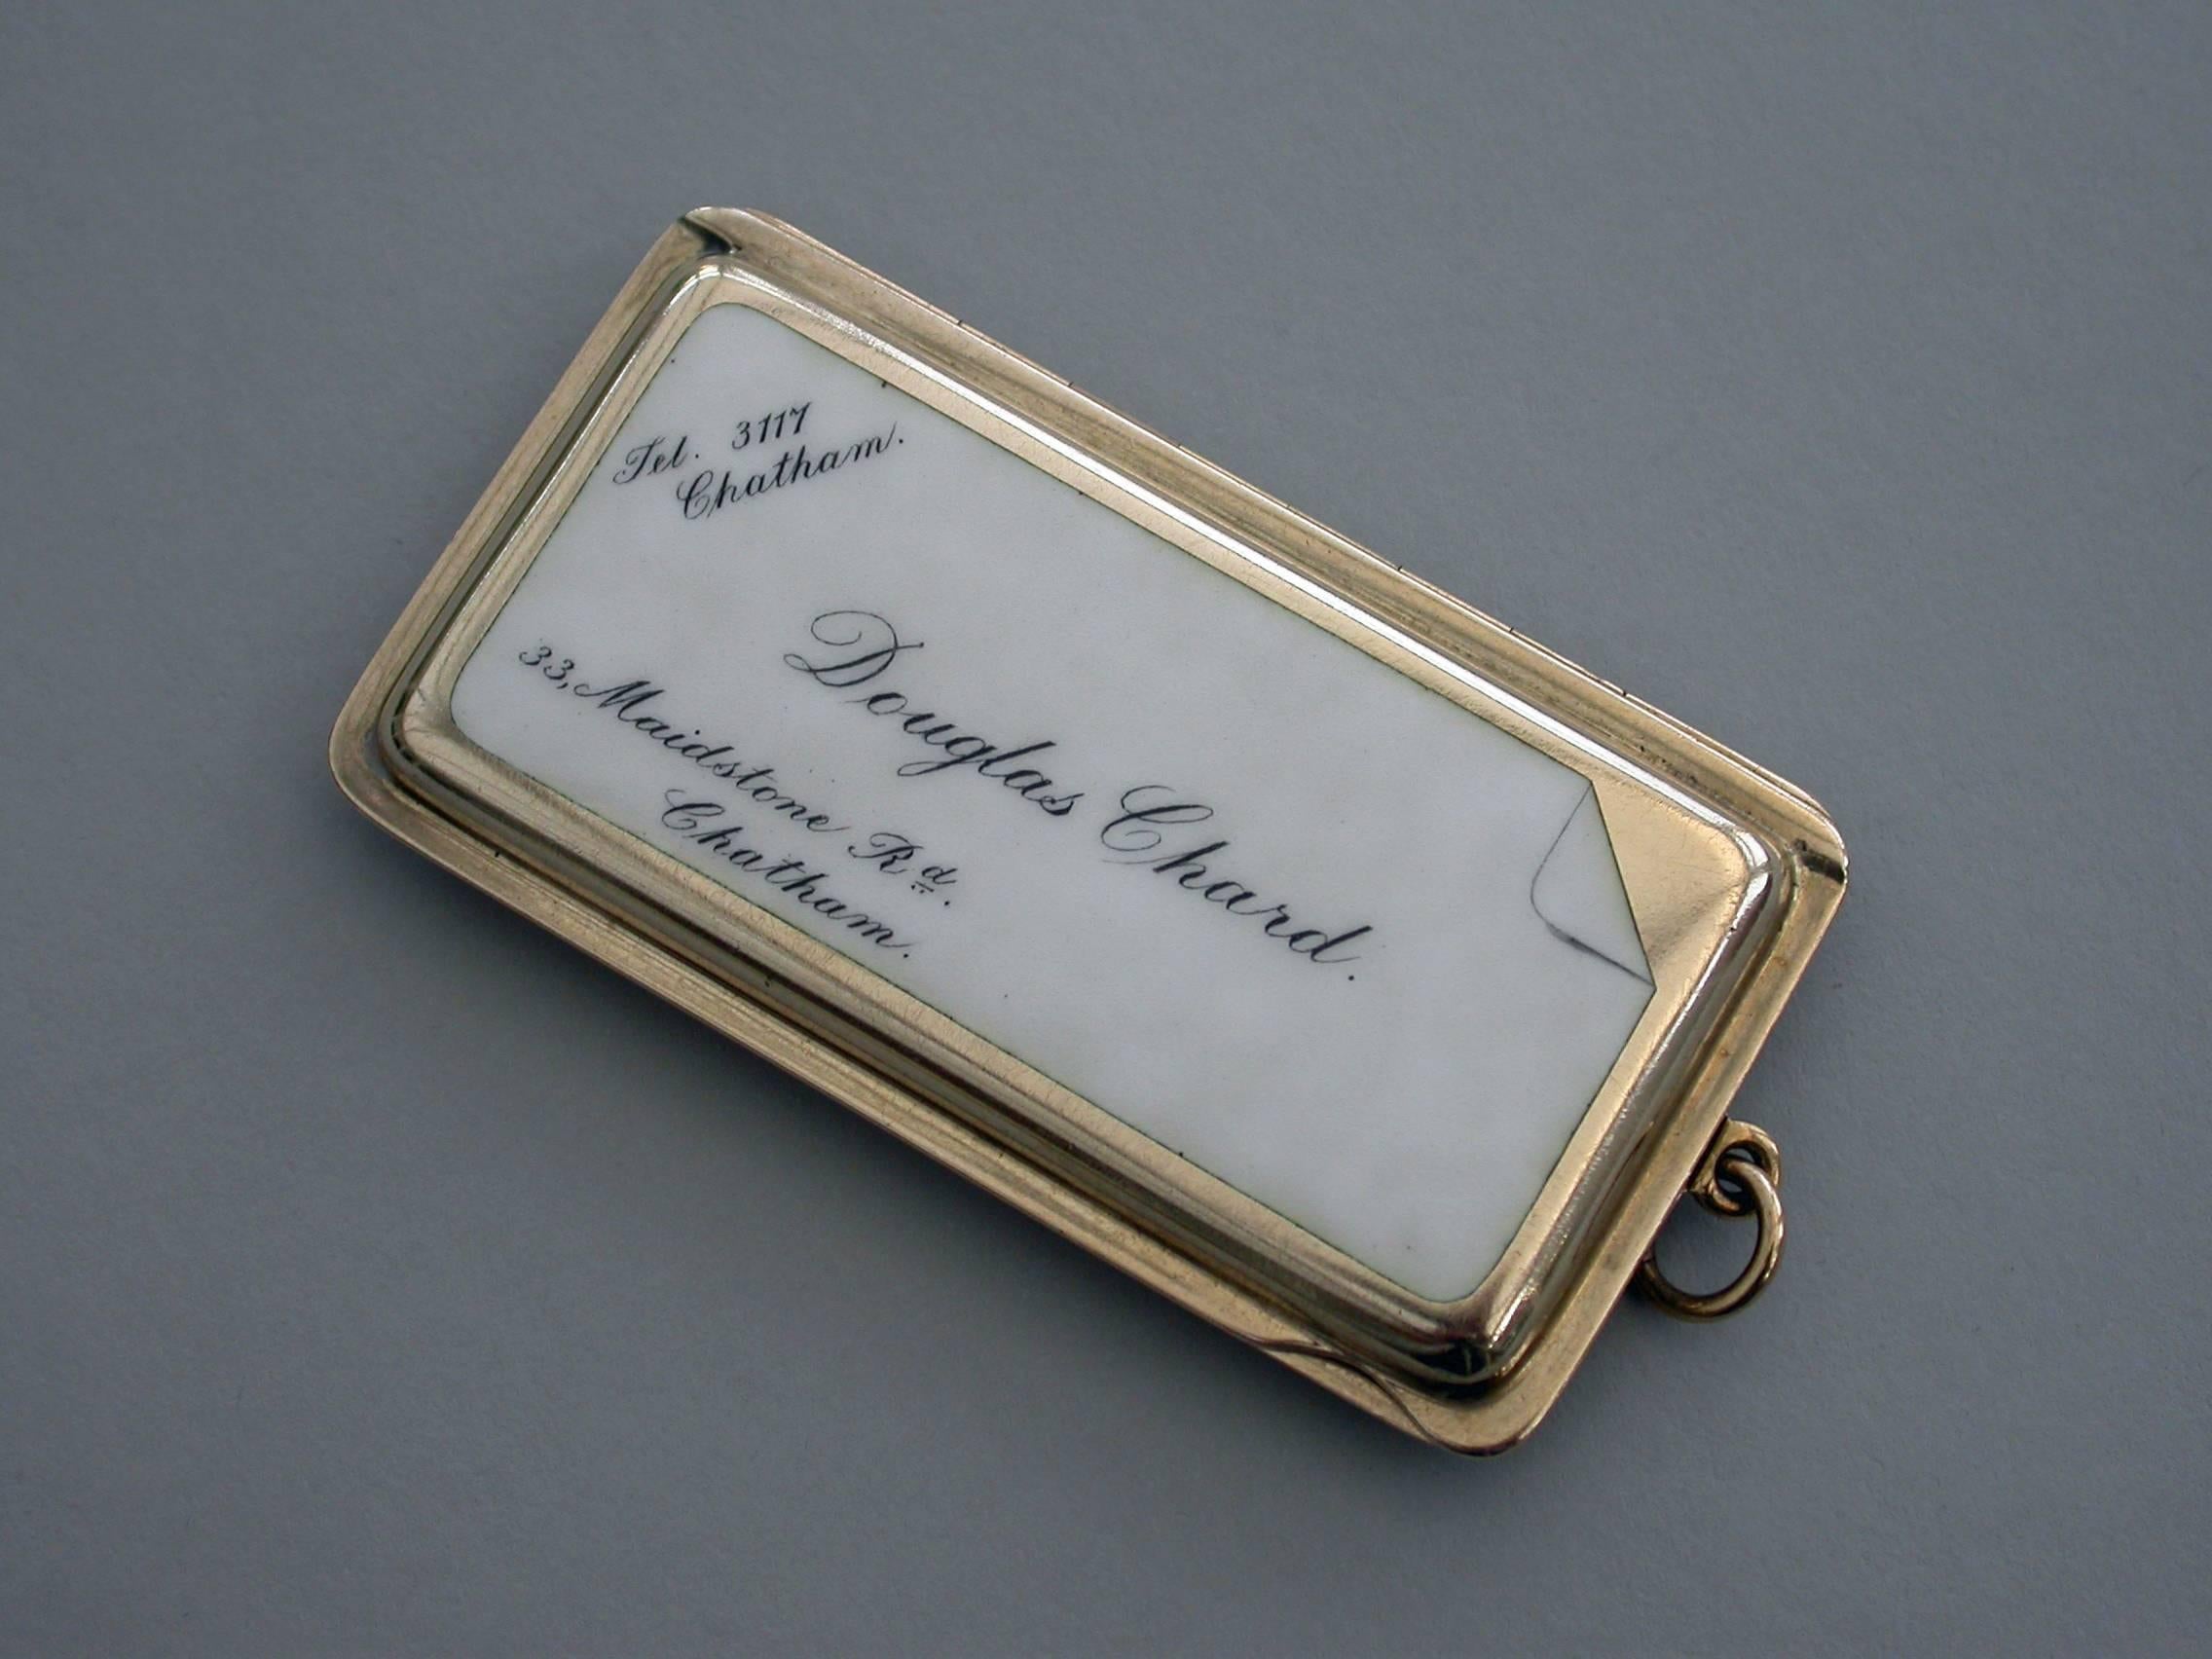 Tel. 3117
Chatham.
Douglas Chard.
33, Maidstone Rd.
Chatham.